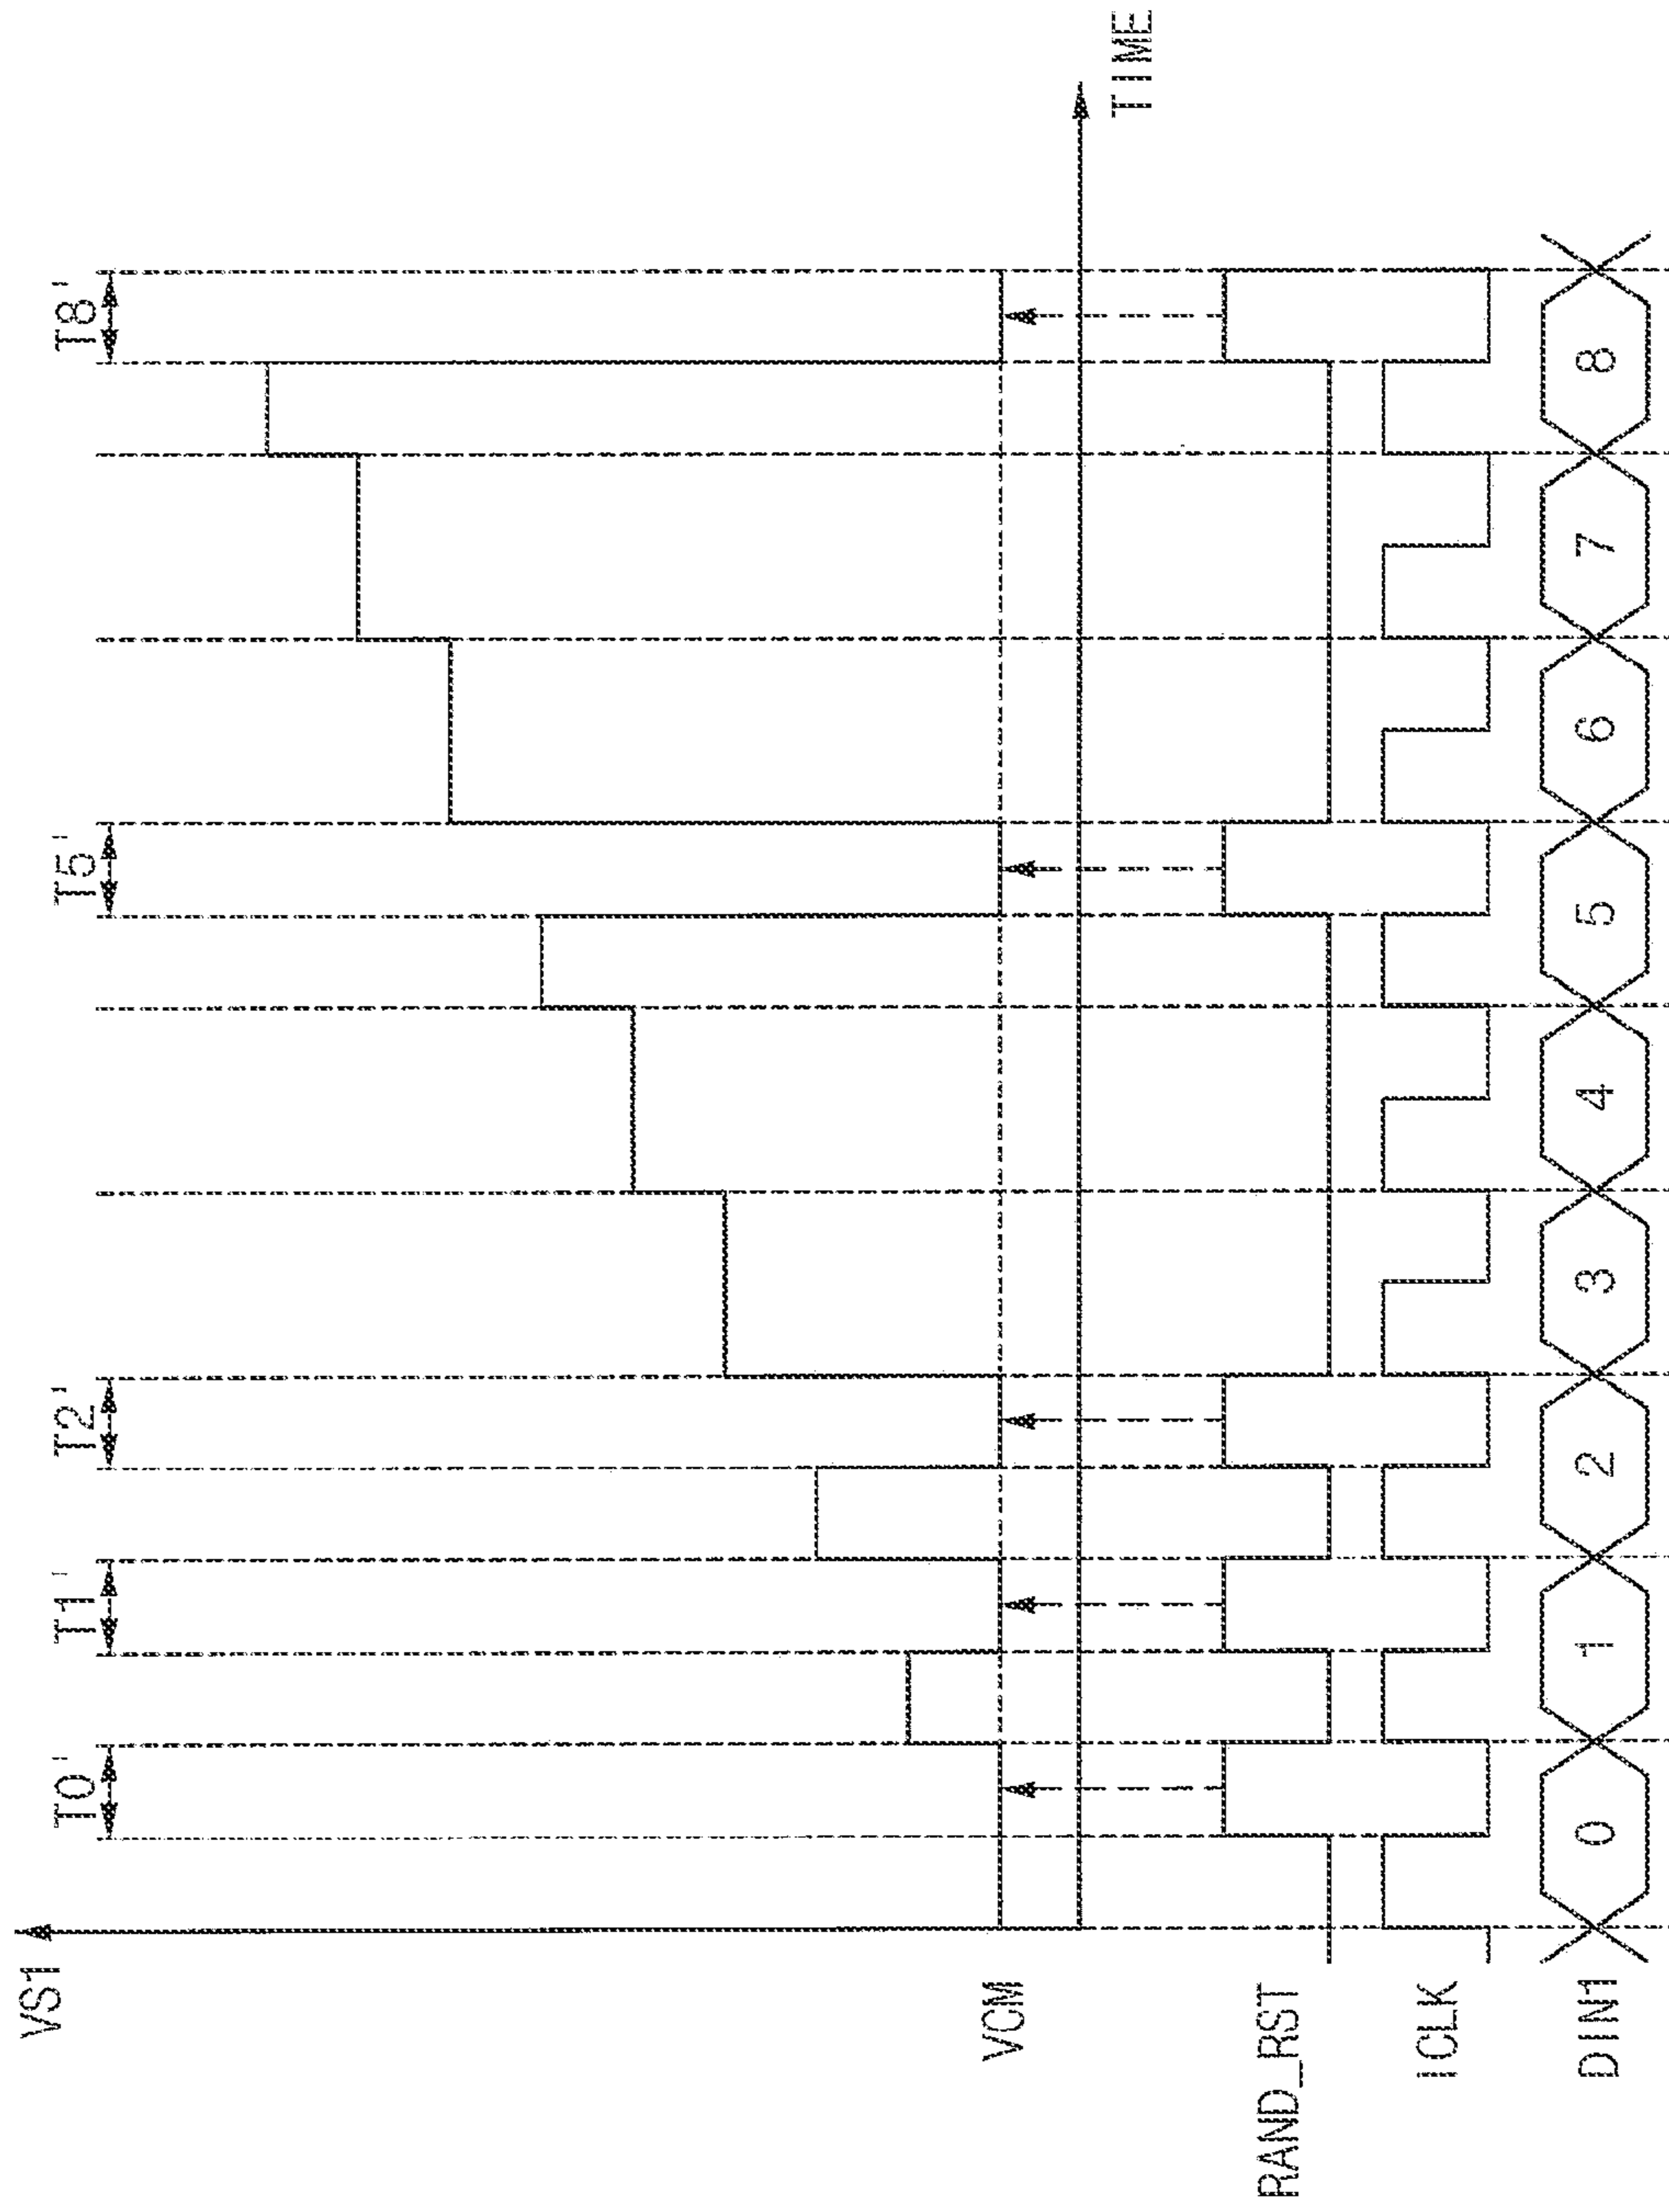 VS1
T0' T1' T2' T5' T8'
VCM
TIME
RAND_RST
ICLK
DIN1 0 1 2 3 4 5 6 7 8